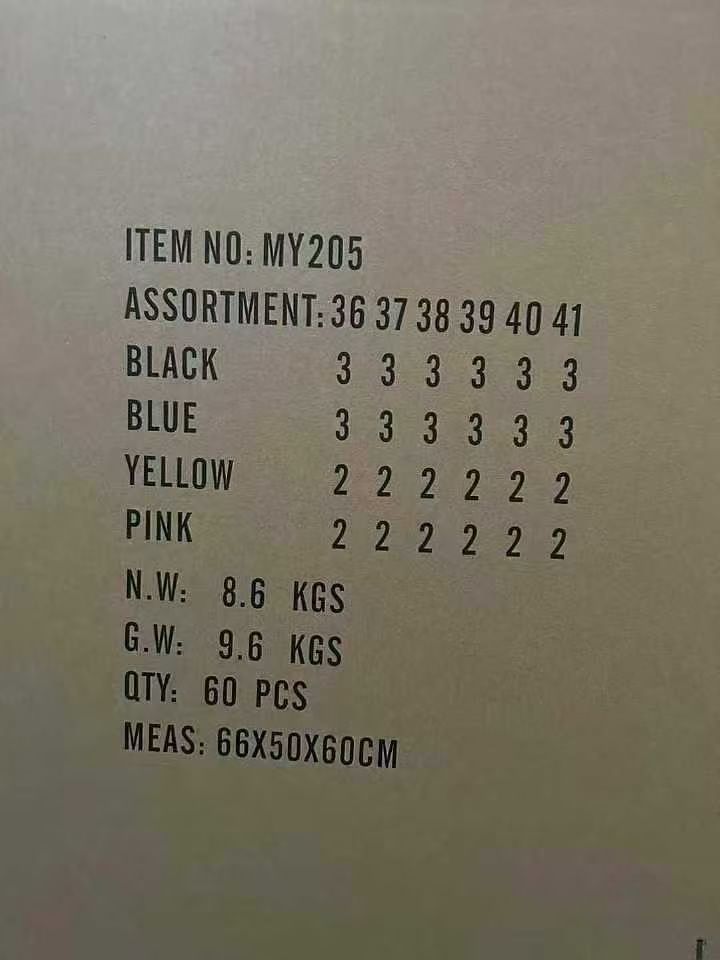 ITEM NO: MY205
ASSORTMENT: 36 37 38 39 40 41
BLACK 3 3 3 3 3 3
BLUE 3 3 3 3 3 3
YELLOW 2 2 2 2 2 2
PINK 2 2 2 2 2 2
N.W: 8.6 KGS
G.W: 9.6 KGS
QTY: 60 PCS
MEAS: 66X50X60CM